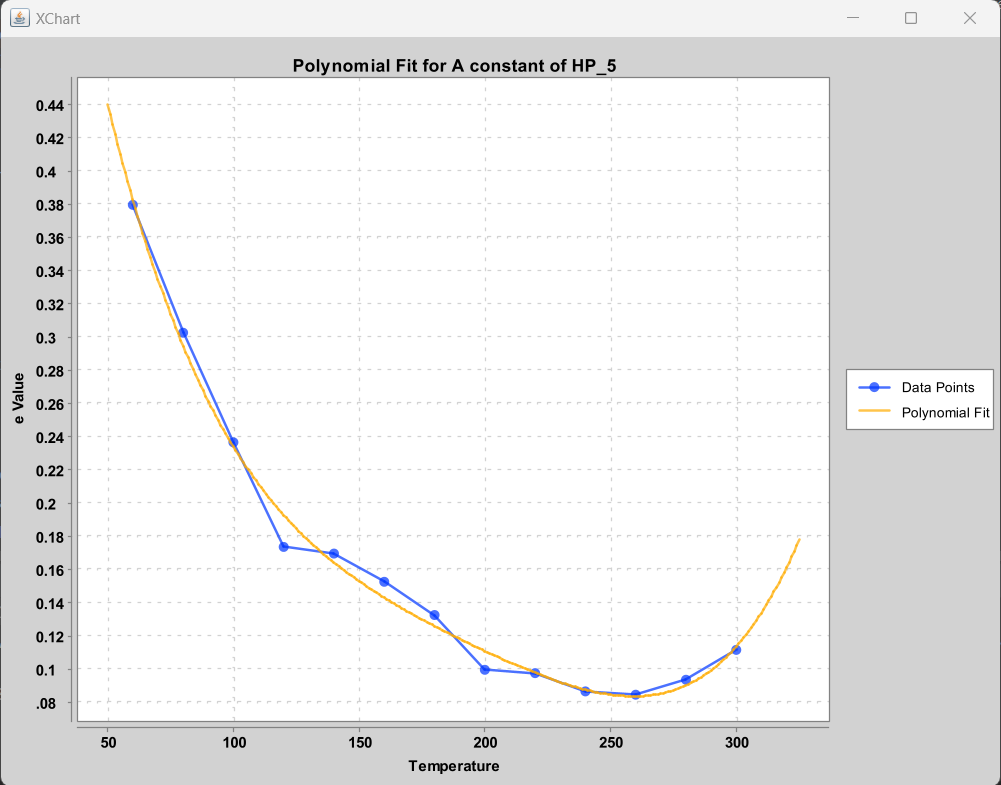 XChart
Polynomial Fit for A constant of HP_5
0.44
0.42
0.4
0.38
0.36
0.34
0.32
0.3
0.28
0.26
0.24
0.22
0.2
0.18
0.16
0.14
0.12
0.1
.08
e Value
50 100 150 200 250 300
Temperature
Data Points
Polynomial Fit